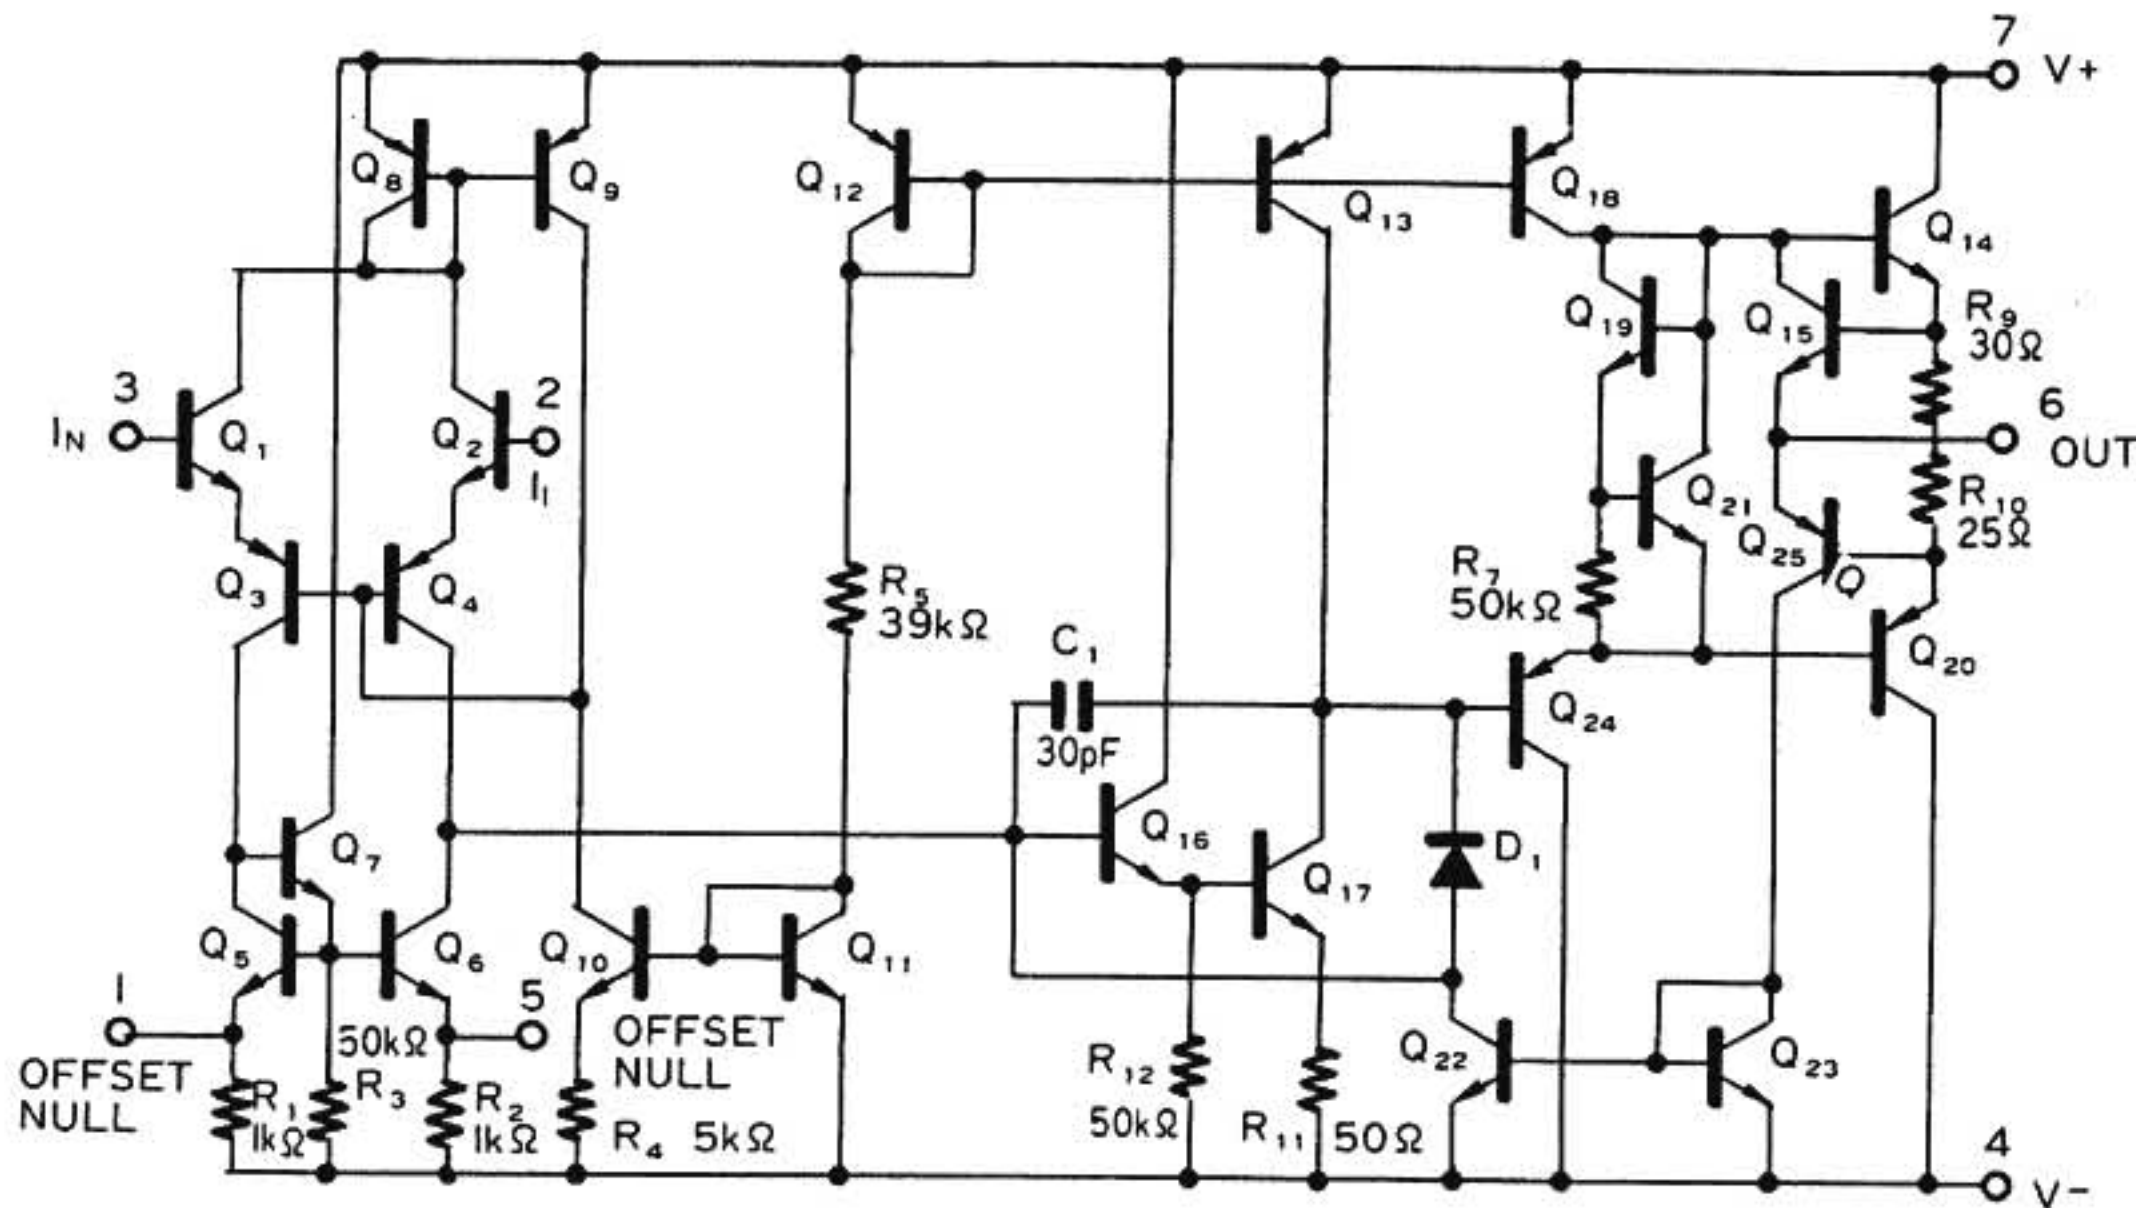 7
V+
Q8
Q9
Q12
Q13
Q18
Q14
R9
30Ω
Q19
Q15
3
IN
Q1
Q2
2
I1
6
OUT
Q21
R10
25Ω
Q25
Q
Q3
Q4
R5
39kΩ
R7
50kΩ
C1
30pF
Q24
Q20
Q7
Q16
Q17
D1
Q5
Q6
Q10
Q11
1
OFFSET
NULL
5
OFFSET
NULL
50kΩ
R1
1kΩ
R3
R2
1kΩ
R4 5kΩ
R12
50kΩ
R11 50Ω
Q22
Q23
4
V-